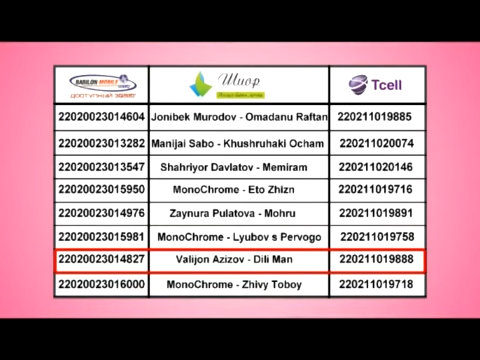 BABILON MOBILE
Шиор
Tcell
22020023014604 Jonibek Murodov - Omadanu Raftan 220211019885
22020023013282 Manijai Sabo - Khushruhaki Ocham 220211020074
22020023013547 Shahriyor Davlatov - Memiram 220211020146
22020023015950 MonoChrome - Eto Zhizn 220211019716
22020023014976 Zaynura Pulatova - Mohru 220211019891
22020023015981 MonoChrome - Lyubov s Pervogo 220211019758
22020023014827 Valijon Azizov - Dili Man 220211019888
22020023016000 MonoChrome - Zhivy Toboy 220211019718